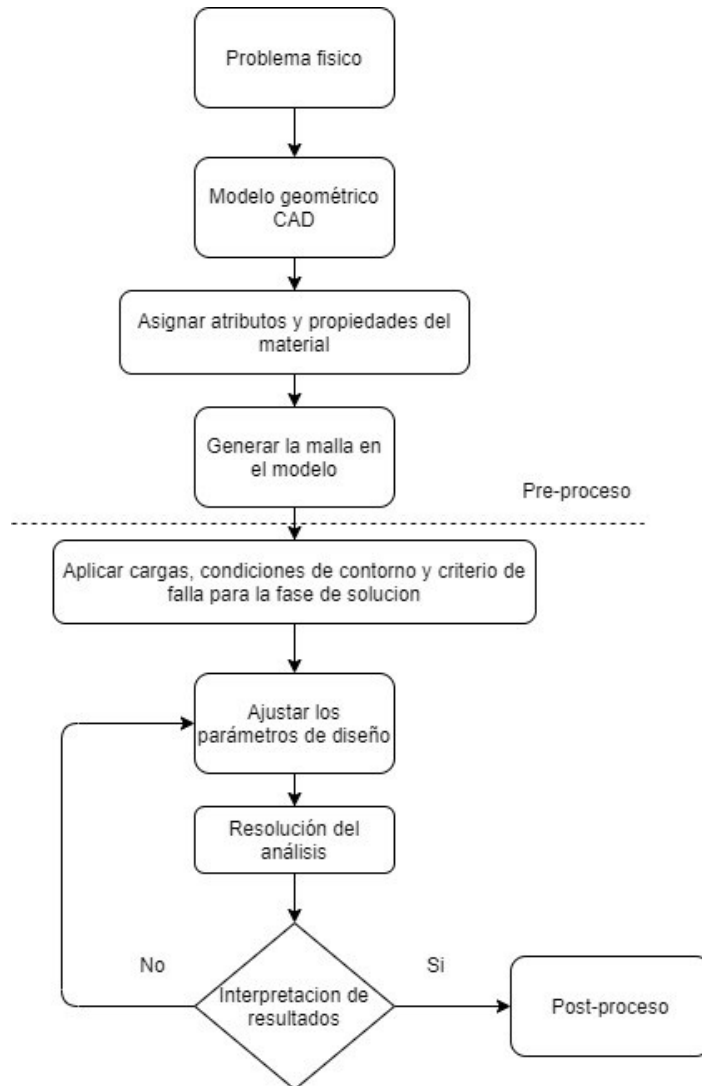 Problema fisico
Modelo geométrico
CAD
Asignar atributos y propiedades del
material
Generar la malla en
el modelo
Pre-proceso
Aplicar cargas, condiciones de contorno y criterio de
falla para la fase de solucion
Ajustar los
parámetros de diseño
Resolución del
análisis
No
Si
Interpretacion de
resultados
Post-proceso